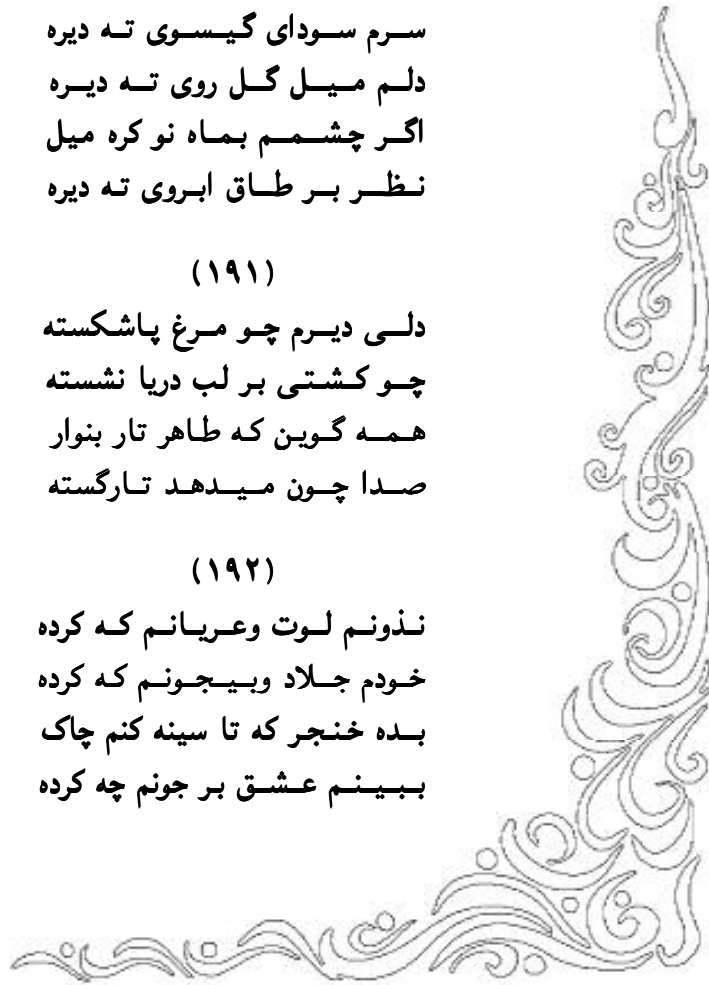 سرم سودای گیسوی ته دیره
دلم میل گل روی ته دیره
اگر چشمم بماه نو کره میل
نظر بر طاق ابروی ته دیره
(۱۹۱)
دلی دیرم چو مرغ پاشکسته
چو کشتی بر لب دریا نشسته
همه گوین که طاهر تار بنوار
صدا چون میدهد تارگسته
(۱۹۲)
نذونم لوت وعریانم که کرده
خودم جلاد وبیجونم که کرده
بده خنجر که تا سینه کنم چاک
ببینم عشق بر جونم چه کرده